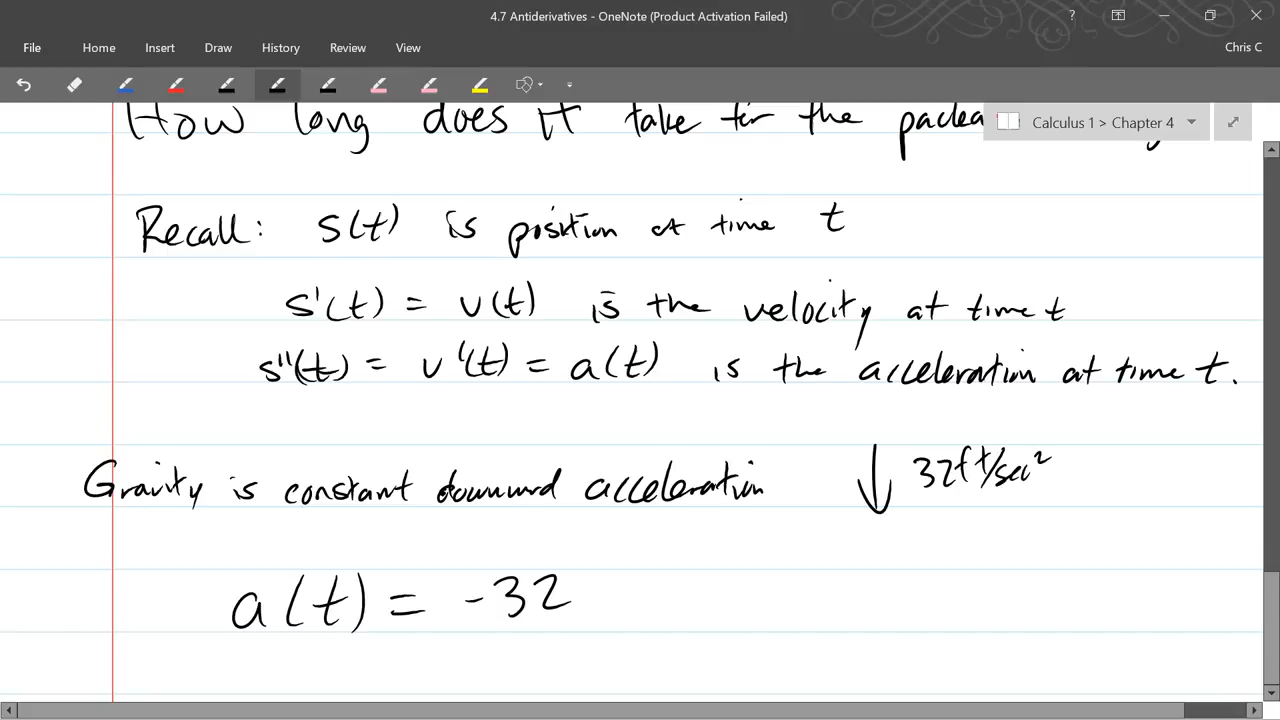 4.7 Antiderivatives - OneNote (Product Activation Failed)
File Home Insert Draw History Review View Chris C
Calculus 1 > Chapter 4
How long does it take for the
Recall: s(t) is position at time t
s'(t) = v(t) is the velocity at time t
s''(t) = v'(t) = a(t) is the acceleration at time t.
Gravity is constant downward acceleration ↓ 32ft/sec²
a(t) = -32